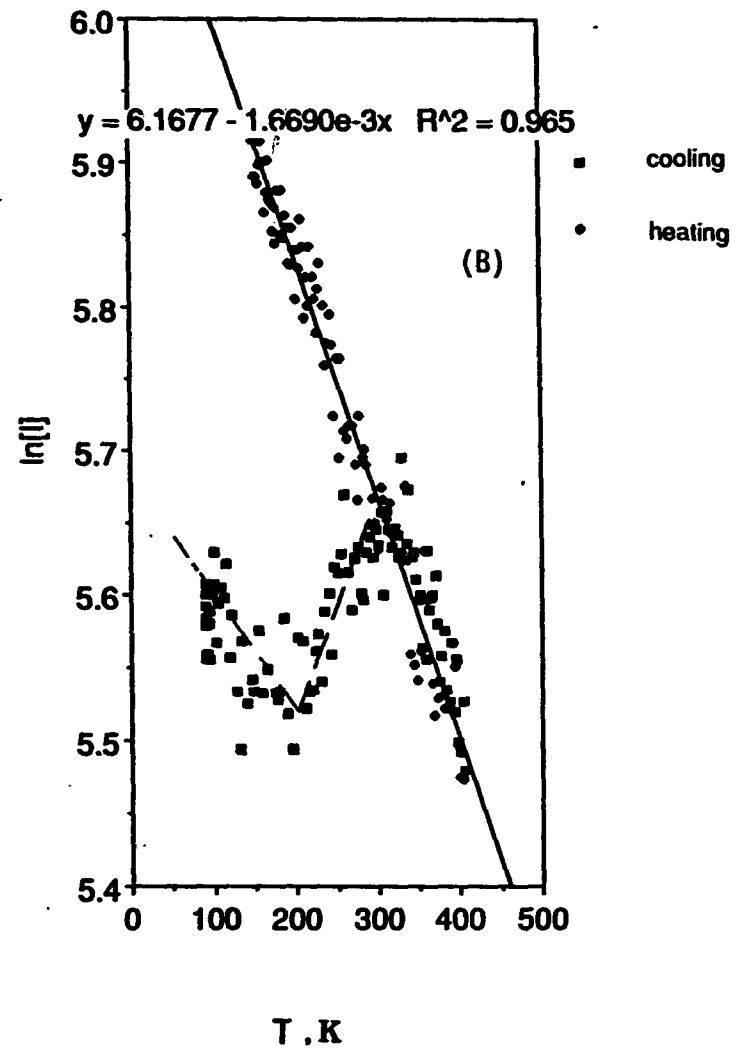 6.0
y = 6.1677 - 1.6690e-3x R^2 = 0.965
5.9
cooling
heating
(B)
5.8
ln[I]
5.7
5.6
5.5
5.4
0 100 200 300 400 500
T , K